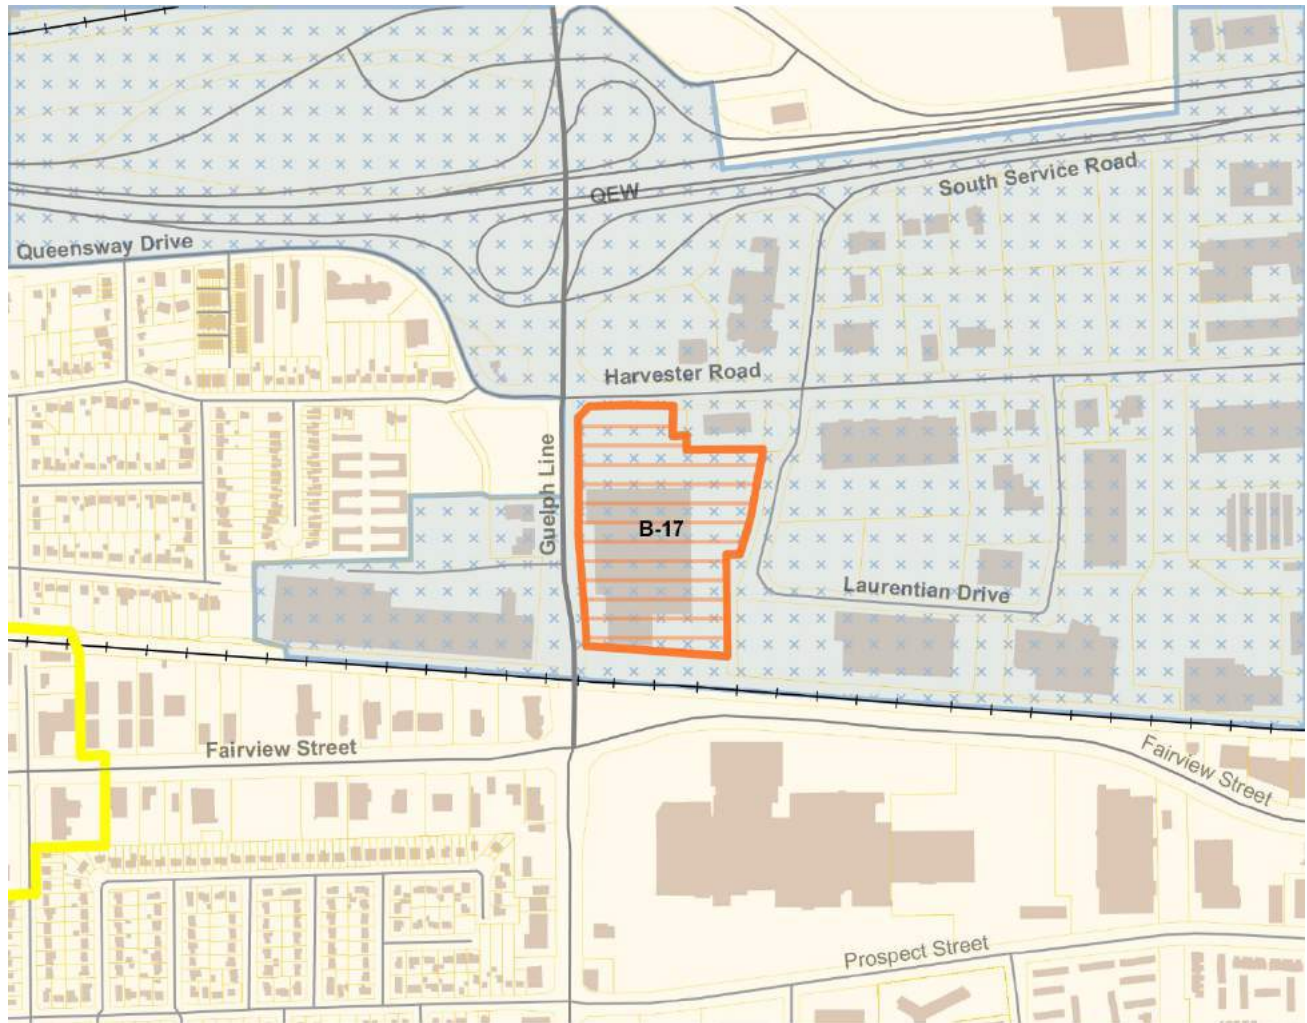 QEW
South Service Road
Queensway Drive
Harvester Road
Guelph Line
B-17
Laurentian Drive
Fairview Street
Fairview Street
Prospect Street